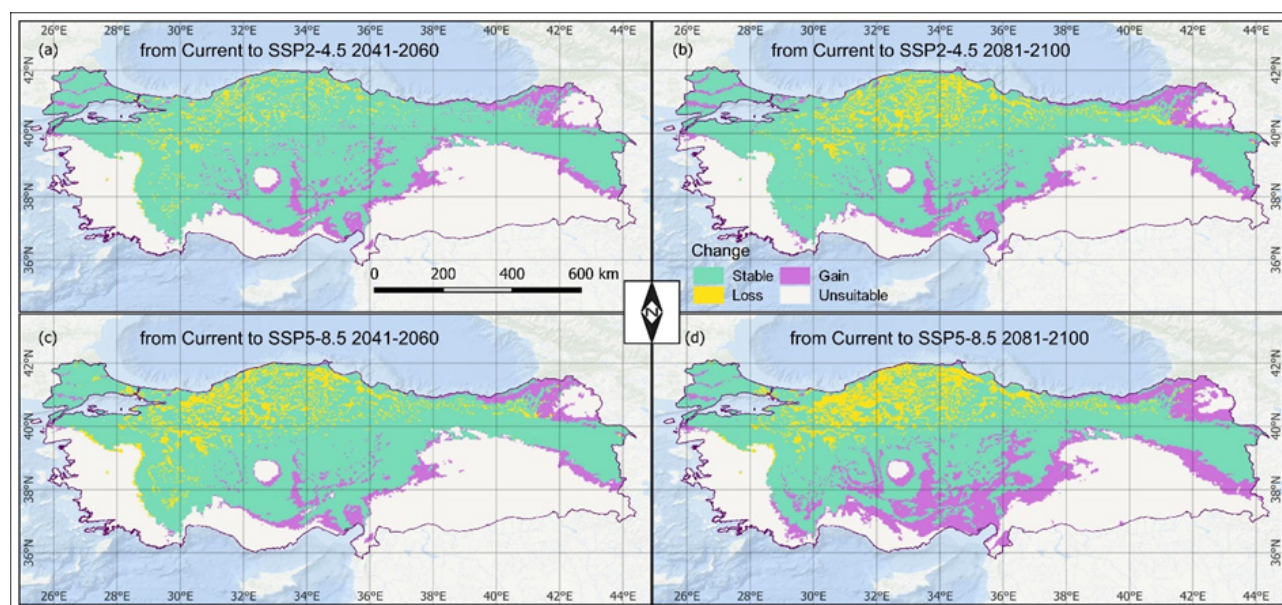 26°E 28°E 30°E 32°E 34°E 36°E 38°E 40°E 42°E 44°E 26°E 28°E 30°E 32°E 34°E 36°E 38°E 40°E 42°E 44°E
(a) from Current to SSP2-4.5 2041-2060
(b) from Current to SSP2-4.5 2081-2100
42°N 42°N
40°N 40°N
38°N 38°N
36°N 36°N
0 200 400 600 km
Change
Stable Gain
Loss Unsuitable
N
(c) from Current to SSP5-8.5 2041-2060
(d) from Current to SSP5-8.5 2081-2100
42°N 42°N
40°N 40°N
38°N 38°N
36°N 36°N
26°E 28°E 30°E 32°E 34°E 36°E 38°E 40°E 42°E 44°E 26°E 28°E 30°E 32°E 34°E 36°E 38°E 40°E 42°E 44°E